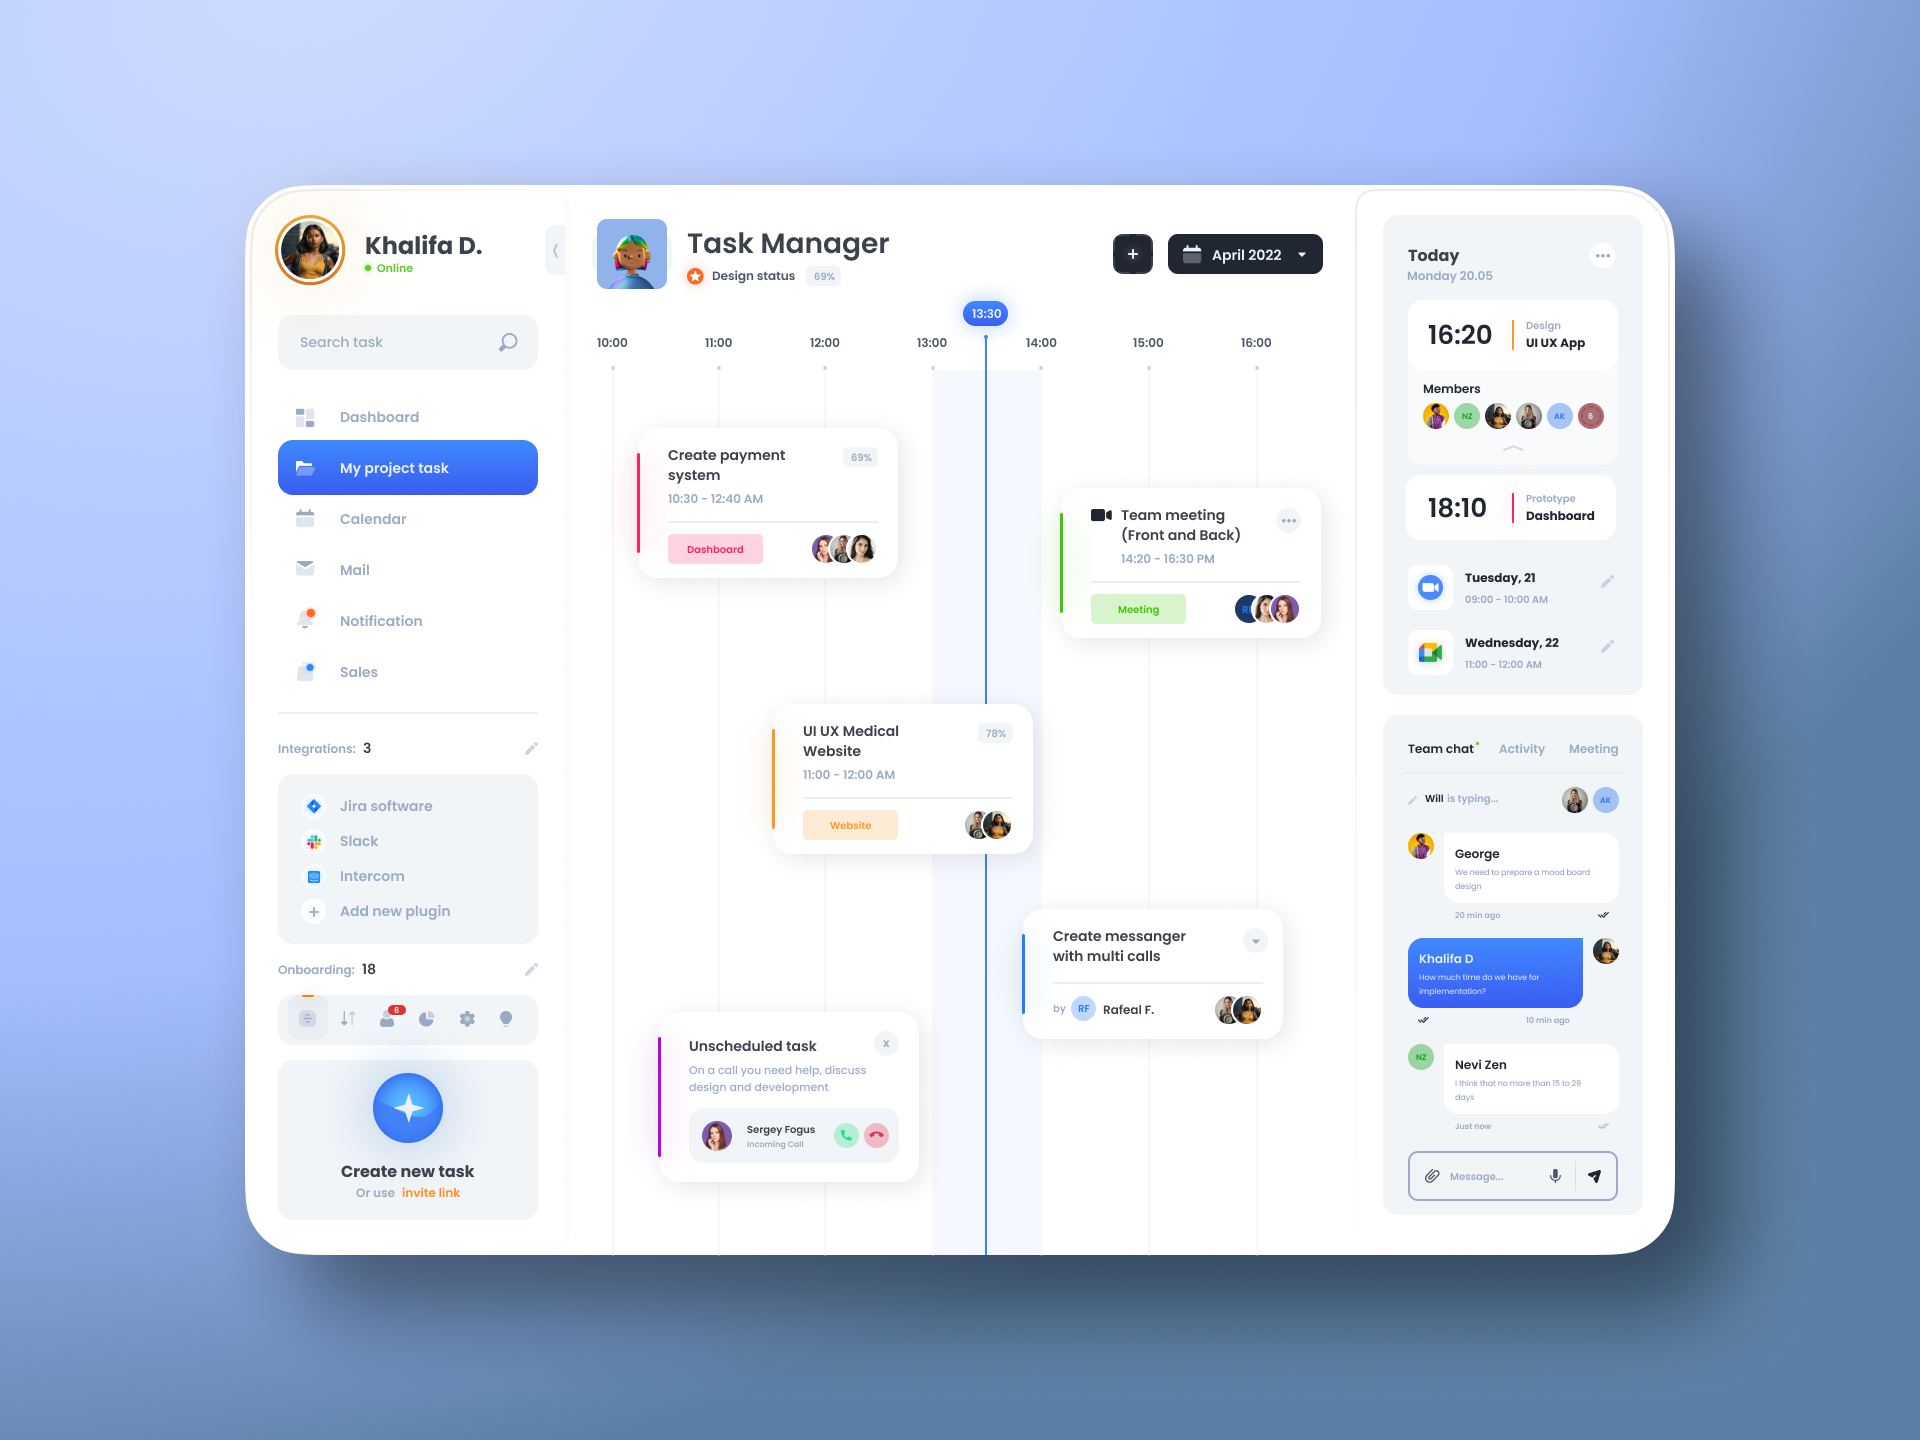 Khalifa D.
Online
Search task
Dashboard
My project task
Calendar
Mail
Notification
Sales
Integrations: 3
Jira software
Slack
Intercom
Add new plugin
Onboarding: 18
6
Create new task
Or use invite link
Task Manager
Design status 69%
+
April 2022
13:30
10:00 11:00 12:00 13:00 14:00 15:00 16:00
Create payment
system
69%
10:30 - 12:40 AM
Dashboard
Team meeting
(Front and Back)
14:20 - 16:30 PM
Meeting
UI UX Medical
Website
78%
11:00 - 12:00 AM
Website
Create messanger
with multi calls
by RF Rafeal F.
Unscheduled task
X
On a call you need help, discuss
design and development
Sergey Fogus
Incoming Call
Today
Monday 20.05
16:20
Design
UI UX App
Members
NZ AK 6
18:10
Prototype
Dashboard
Tuesday, 21
09:00 - 10:00 AM
Wednesday, 22
11:00 - 12:00 AM
Team chat Activity Meeting
Will is typing...
AK
George
We need to prepare a mood board
design
20 min ago
Khalifa D
How much time do we have for
implementation?
10 min ago
NZ
Nevi Zen
I think that no more than 15 to 29
days
Just now
Message...